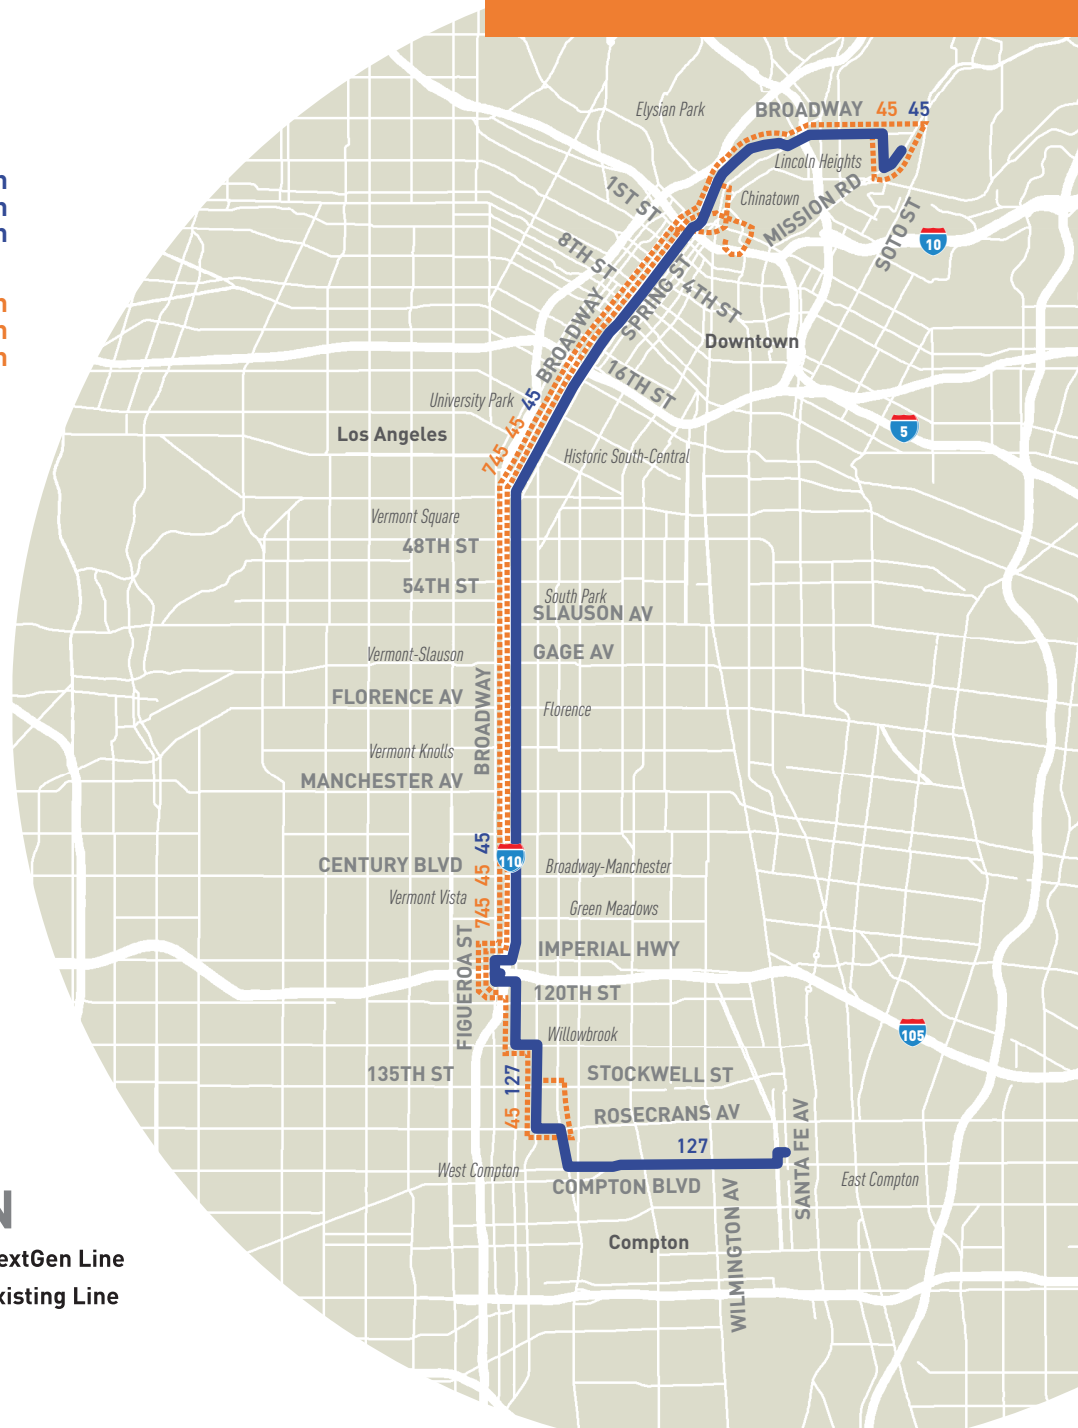 Elysian Park
BROADWAY
45 45
Lincoln Heights
1ST ST
Chinatown
MISSION RD
SOTO ST
10
8TH ST
SPRING ST
4TH ST
BROADWAY
Downtown
16TH ST
45
University Park
45
745
5
Los Angeles
Historic South-Central
Vermont Square
48TH ST
54TH ST
South Park
SLAUSON AV
Vermont-Slauson
GAGE AV
FLORENCE AV
BROADWAY
Florence
Vermont Knolls
MANCHESTER AV
45
CENTURY BLVD
110
45
Broadway-Manchester
Vermont Vista
745
Green Meadows
FIGUEROA ST
IMPERIAL HWY
120TH ST
Willowbrook
105
135TH ST
127
STOCKWELL ST
45
ROSECRANS AV
SANTA FE AV
127
West Compton
COMPTON BLVD
WILMINGTON AV
East Compton
Compton
N
extGen Line
xisting Line